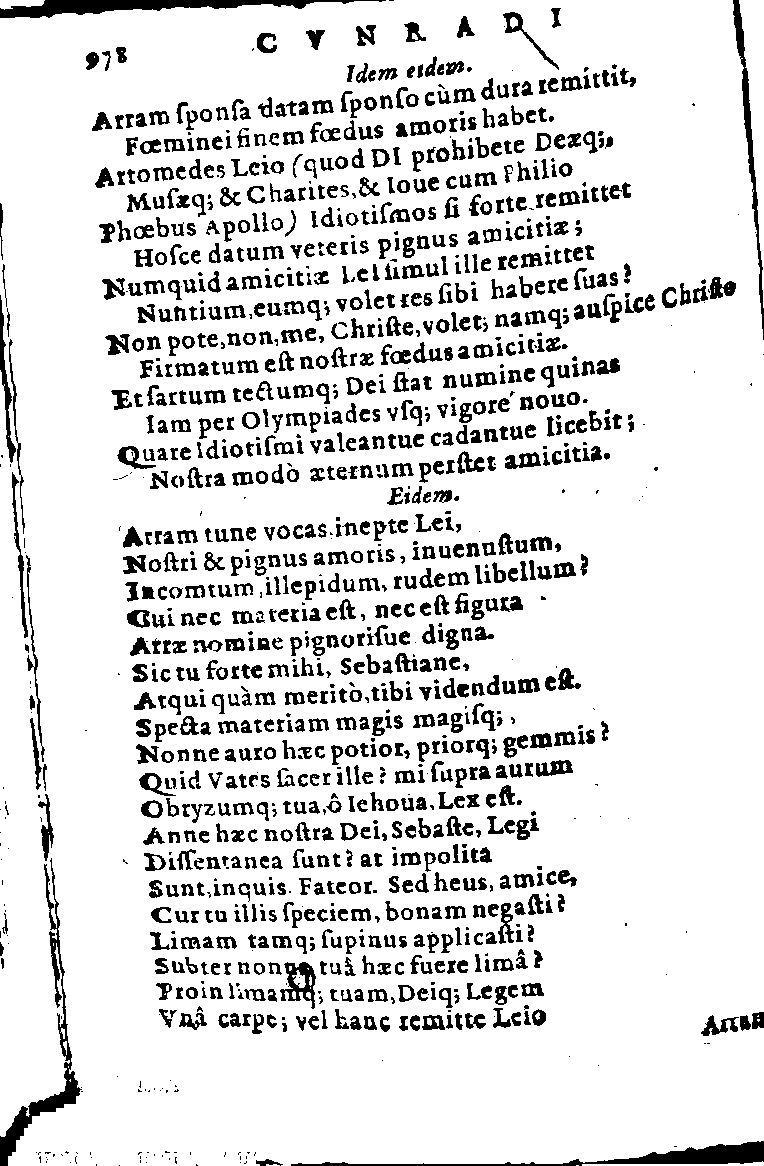 978 CVNRADI
Idem eidem.
Arram ſponſa datam ſponſo cùm dura remittit,
Fœminei finem fœdus amoris habet.
Artomedes Leio (quod DI prohibete Deæq;,
Muſæq; & Charites, & Ioue cum Philio
Phœbus Apollo) Idiotiſmos ſi forte remittet
Hoſce datum veteris pignus amicitiæ;
Numquid amicitiæ Lei ſimul ille remittet
Nuntium, eumq; volet res ſibi habere ſuas?
Non pote, non, me, Chriſte, volet; namq; auſpice Chriſto
Firmatum eſt noſtræ fœdus amicitiæ.
Et ſartum tectumq; Dei ſtat numine quinas
Iam per Olympiades vſq; vigore nouo.
Quare Idiotiſmi valeantue cadantue licebit;
Noſtra modò æternum perſtet amicitia.
Eidem.
Arram tune vocas, inepte Lei,
Noſtri & pignus amoris, inuenuſtum,
Incomtum, illepidum, rudem libellum?
Cui nec materia eſt, nec eſt figura
Arræ nomine pignoriſue digna.
Sic tu forte mihi, Sebaſtiane,
Atqui quàm meritò, tibi videndum eſt.
Specta materiam magis magiſq;,
Nonne auro hæc potior, priorq; gemmis?
Quid Vates ſacer ille? mi ſupra aurum
Obryzumq; tua, ô Iehoua, Lex eſt.
Anne hæc noſtra Dei, Sebaſte, Legi
Diſſentanea ſunt? at impolita
Sunt, inquis. Fateor. Sed heus, amice,
Cur tu illis ſpeciem, bonam negaſti?
Limam tamq; ſupinus applicaſti?
Subter nonne tuâ hæc fuere limâ?
Proin limamq; tuam, Deiq; Legem
Vnâ carpe; vel hanc remitte Leio